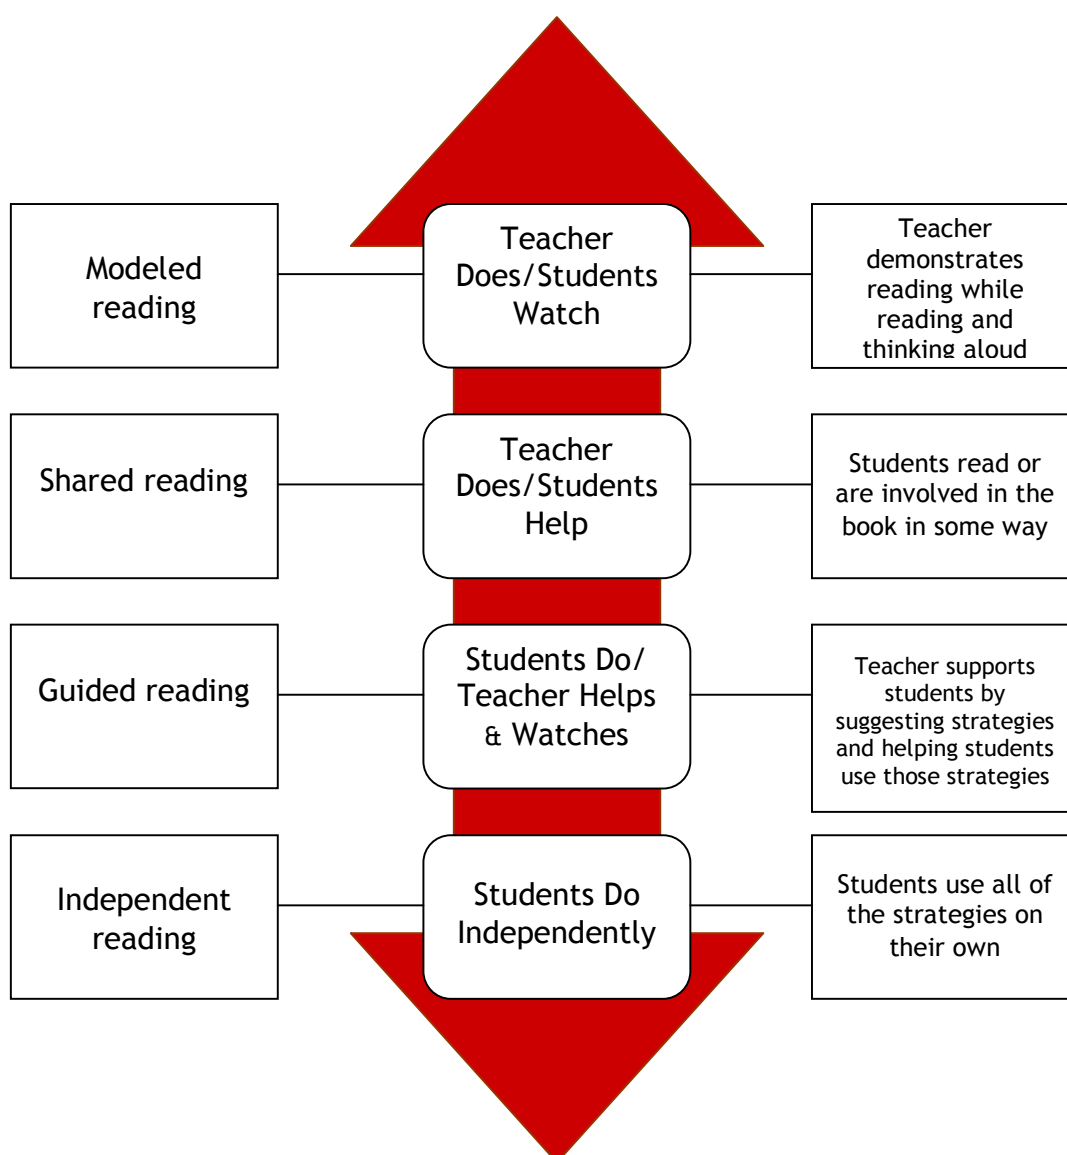 Modeled
reading
Teacher
Does/Students
Watch
Teacher
demonstrates
reading while
reading and
thinking aloud
Shared reading
Teacher
Does/Students
Help
Students read or
are involved in the
book in some way
Guided reading
Students Do/
Teacher Helps
& Watches
Teacher supports
students by
suggesting strategies
and helping students
use those strategies
Independent
reading
Students Do
Independently
Students use all of
the strategies on
their own